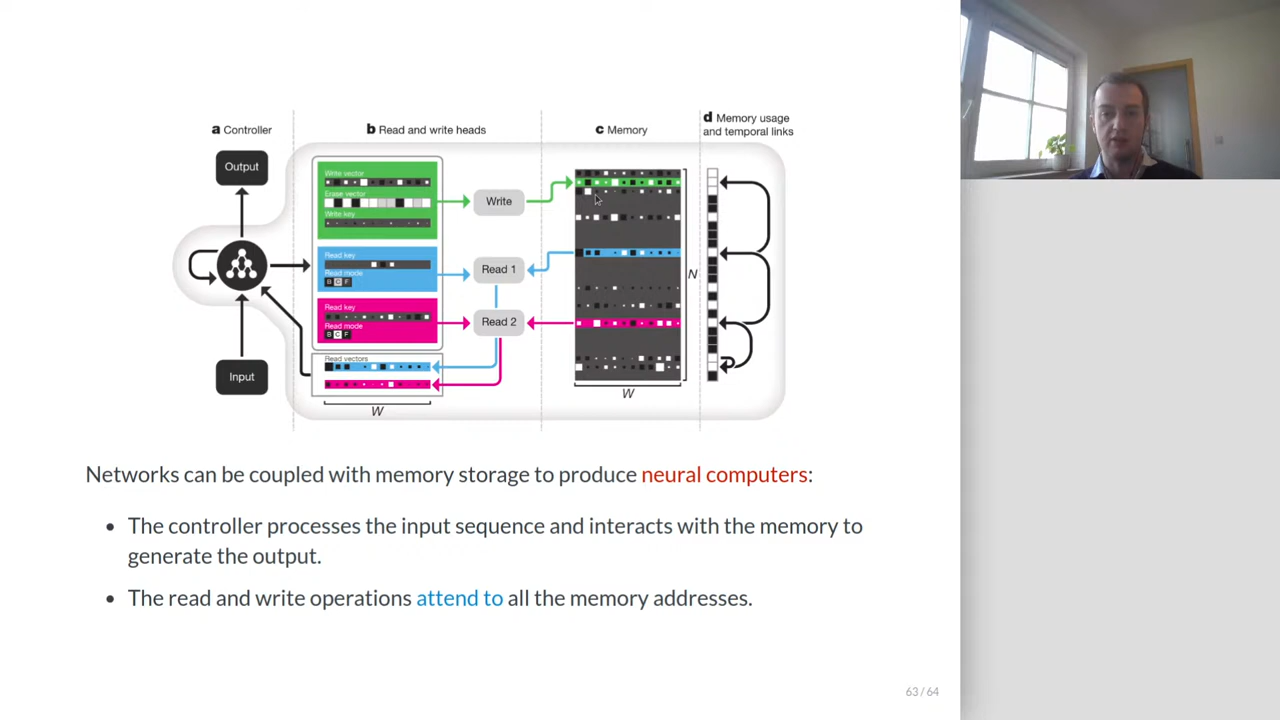 a Controller
b Read and write heads
c Memory
d Memory usage
and temporal links
Output
Input
Write vector
Erase vector
Write key
Read key
Read mode
B C F
Read key
Read mode
B C F
Read vectors
W
Write
Read 1
Read 2
N
W
Networks can be coupled with memory storage to produce neural computers:
• The controller processes the input sequence and interacts with the memory to
generate the output.
• The read and write operations attend to all the memory addresses.
63 / 64